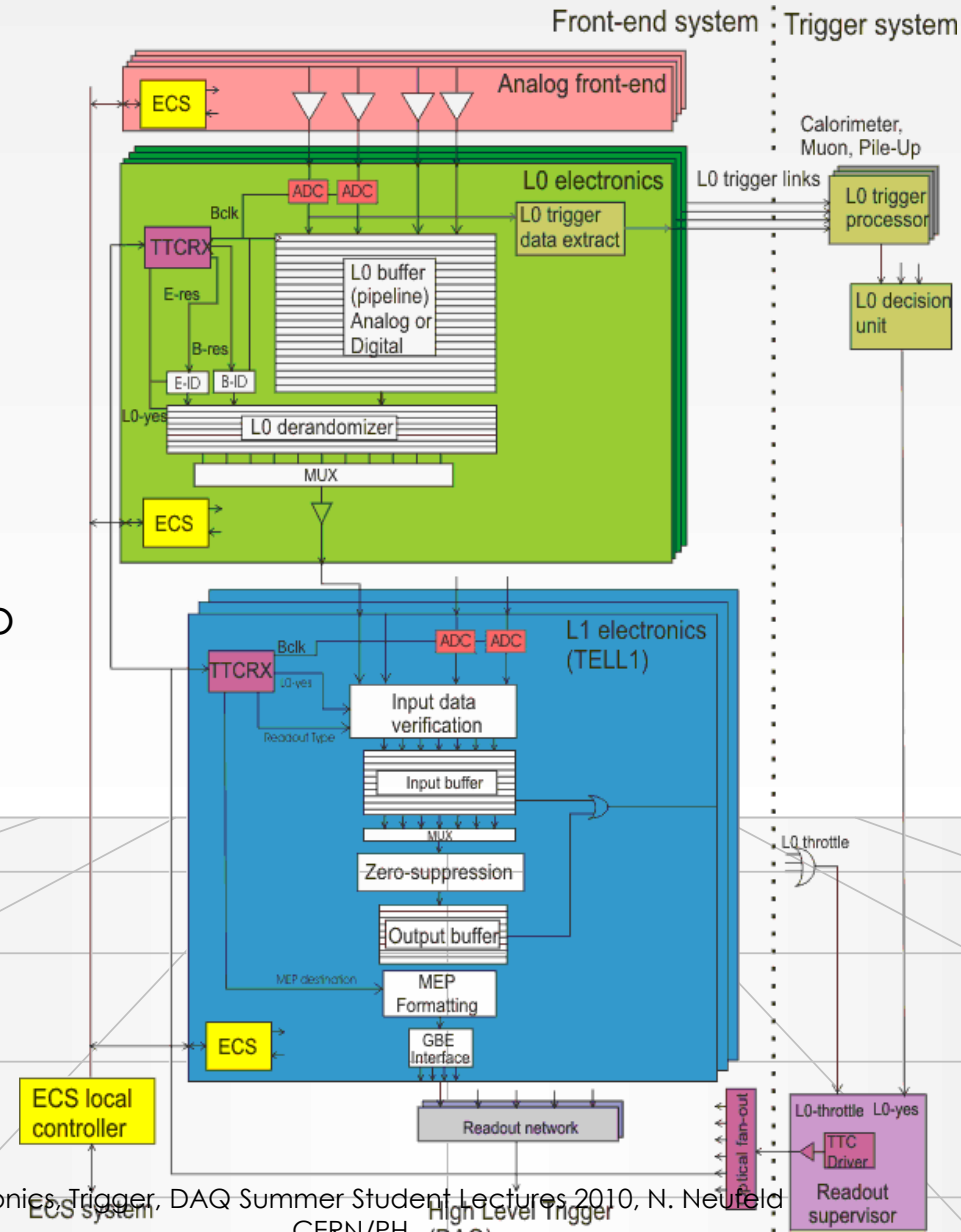 Front-end system
Trigger system
Analog front-end
ECS
Calorimeter,
Muon, Pile-Up
L0 electronics
L0 trigger links
L0 trigger
processor
ADC
ADC
Bclk
L0 trigger
data extract
TTCRX
L0 buffer
(pipeline)
Analog or
Digital
E-res
L0 decision
unit
B-res
E-ID
B-ID
L0-yes
L0 derandomizer
MUX
ECS
L1 electronics
(TELL1)
Bclk
ADC
ADC
TTCRX
L0-yes
Input data
verification
Readout Type
Input buffer
MUX
L0 throttle
Zero-suppression
Output buffer
MEP destination
MEP
Formatting
ECS
GBE
Interface
ECS local
controller
Readout network
optical fan-out
L0-throttle
L0-yes
TTC
Driver
Readout
supervisor
ECS system
onics, Trigger, DAQ Summer Student Lectures 2010, N. Neufeld
CERN/PH
High Level Trigger